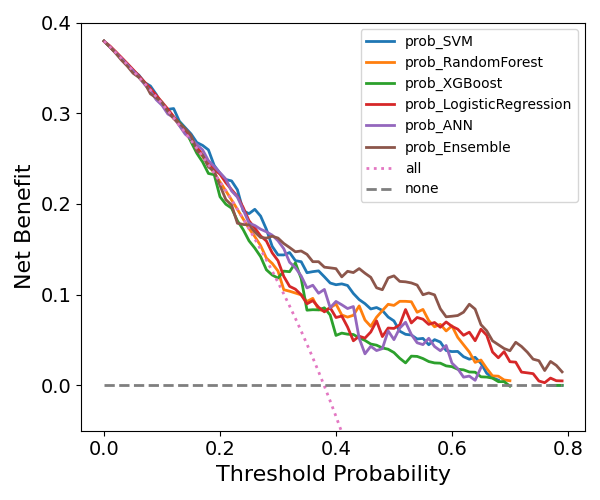 Net Benefit
0.4
0.3
0.2
0.1
0.0
prob_SVM
prob_RandomForest
prob_XGBoost
prob_LogisticRegression
prob_ANN
prob_Ensemble
all
none
0.0 0.2 0.4 0.6 0.8
Threshold Probability